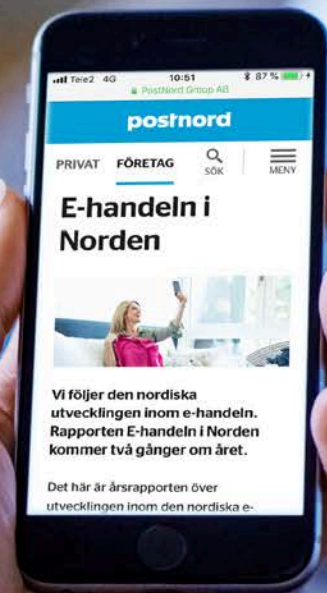 Tele2 4G 10:51 87 %
PostNord Group AB
postnord
PRIVAT FÖRETAG SÖK MENY
E-handeln i
Norden
Vi följer den nordiska
utvecklingen inom e-handeln.
Rapporten E-handeln i Norden
kommer två gånger om året.
Det här är årsrapporten över
utvecklingen inom den nordiska e-